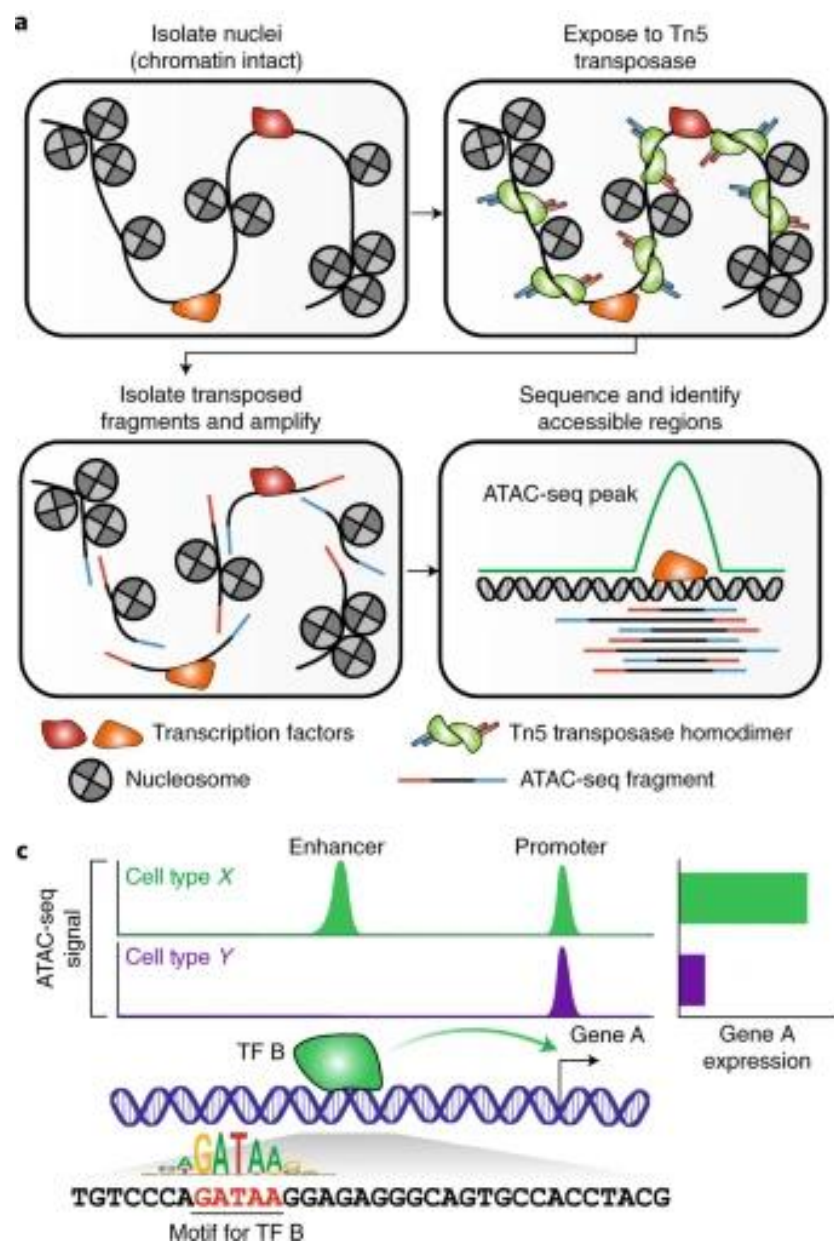 a
Isolate nuclei
(chromatin intact)
Expose to Tn5
transposase
Isolate transposed
fragments and amplify
Sequence and identify
accessible regions
ATAC-seq peak
Transcription factors
Tn5 transposase homodimer
Nucleosome
ATAC-seq fragment
c
Enhancer
Promoter
ATAC-seq
signal
Cell type X
Cell type Y
Gene A
expression
TF B
Gene A
GATAA
TGTCCCAGATAAGGAGAGGGCAGTGCCACCTACG
Motif for TF B